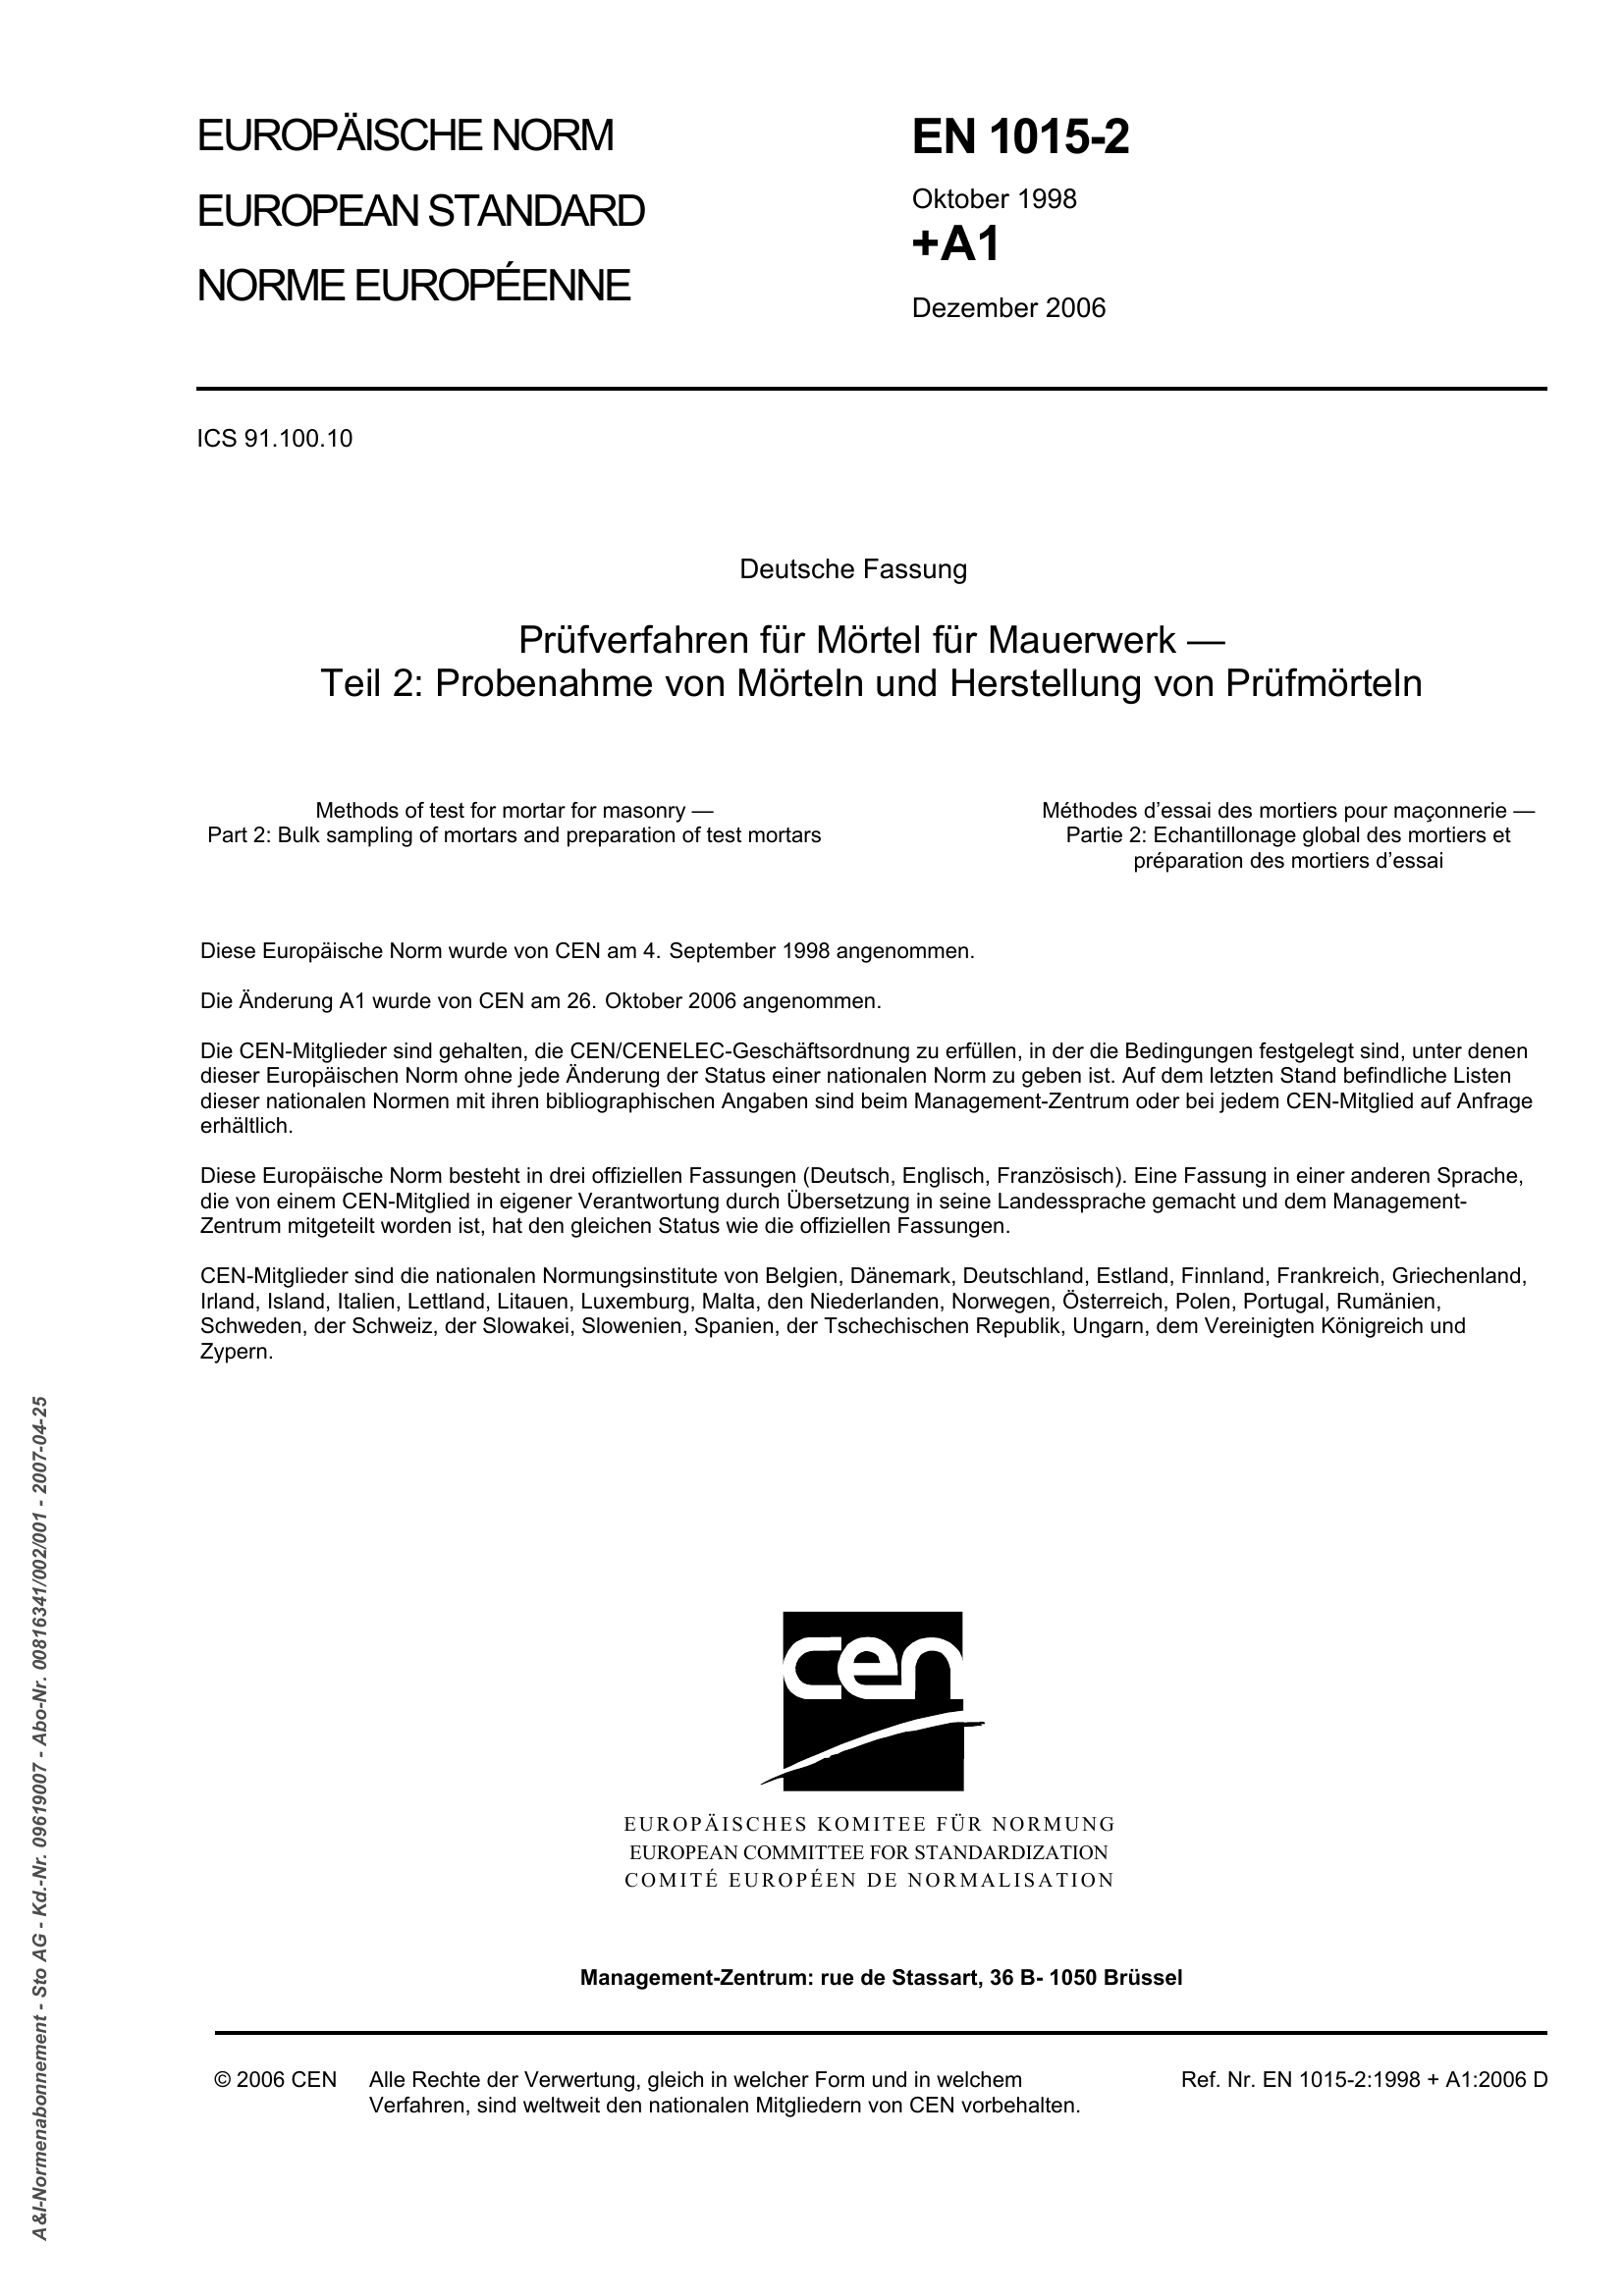 EUROPÄISCHE NORM
EUROPEAN STANDARD
NORME EUROPÉENNE
EN 1015-2
Oktober 1998
+A1
Dezember 2006
ICS 91.100.10
Deutsche Fassung
Prüfverfahren für Mörtel für Mauerwerk —
Teil 2: Probenahme von Mörteln und Herstellung von Prüfmörteln
Methods of test for mortar for masonry —
Part 2: Bulk sampling of mortars and preparation of test mortars
Méthodes d’essai des mortiers pour maçonnerie —
Partie 2: Echantillonage global des mortiers et
préparation des mortiers d’essai
Diese Europäische Norm wurde von CEN am 4. September 1998 angenommen.
Die Änderung A1 wurde von CEN am 26. Oktober 2006 angenommen.
Die CEN-Mitglieder sind gehalten, die CEN/CENELEC-Geschäftsordnung zu erfüllen, in der die Bedingungen festgelegt sind, unter denen
dieser Europäischen Norm ohne jede Änderung der Status einer nationalen Norm zu geben ist. Auf dem letzten Stand befindliche Listen
dieser nationalen Normen mit ihren bibliographischen Angaben sind beim Management-Zentrum oder bei jedem CEN-Mitglied auf Anfrage
erhältlich.
Diese Europäische Norm besteht in drei offiziellen Fassungen (Deutsch, Englisch, Französisch). Eine Fassung in einer anderen Sprache,
die von einem CEN-Mitglied in eigener Verantwortung durch Übersetzung in seine Landessprache gemacht und dem Management-
Zentrum mitgeteilt worden ist, hat den gleichen Status wie die offiziellen Fassungen.
CEN-Mitglieder sind die nationalen Normungsinstitute von Belgien, Dänemark, Deutschland, Estland, Finnland, Frankreich, Griechenland,
Irland, Island, Italien, Lettland, Litauen, Luxemburg, Malta, den Niederlanden, Norwegen, Österreich, Polen, Portugal, Rumänien,
Schweden, der Schweiz, der Slowakei, Slowenien, Spanien, der Tschechischen Republik, Ungarn, dem Vereinigten Königreich und
Zypern.
cen
EUROPÄISCHES KOMITEE FÜR NORMUNG
EUROPEAN COMMITTEE FOR STANDARDIZATION
COMITÉ EUROPÉEN DE NORMALISATION
Management-Zentrum: rue de Stassart, 36 B- 1050 Brüssel
© 2006 CEN Alle Rechte der Verwertung, gleich in welcher Form und in welchem
Verfahren, sind weltweit den nationalen Mitgliedern von CEN vorbehalten.
Ref. Nr. EN 1015-2:1998 + A1:2006 D
A&I-Normenabonnement - Sto AG - Kd.-Nr. 09619007 - Abo-Nr. 00816341/002/001 - 2007-04-25